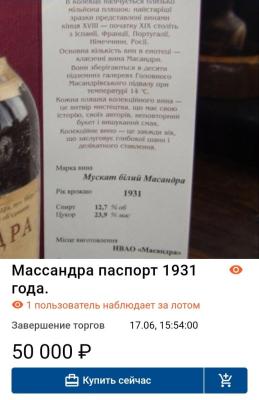 В колекції налічується близько
мільйона пляшок: найстаріші
зразки представлені винами
кінця XVIII — початку XIX століть
з Іспанії, Франції, Португалії,
Німеччини, Росії.
Основна кількість вин в енотеці —
класичні вина Масандри.
Вони зберігаються в десяти
підземних галереях Головного
Масандрівського підвалу при
температурі 14 °C.
Кожна пляшка колекційного вина —
це витвір мистецтва, що має свою
історію, своїх авторів, неповторний
букет і вишуканий смак.
Колекційне вино — це завжди вік,
що заслуговує глибокої шани і
делікатного ставлення.
Марка вина
Мускат білий Масандра
Рік врожаю 1931
Спирт 12,7 % об
Цукор 23,9 % мас
Місце виготовлення
НВАО «Масандра»
ДРА
Массандра паспорт 1931
года.
1 пользователь наблюдает за лотом
Завершение торгов 17.06, 15:54:00
50 000 ₽
Купить сейчас